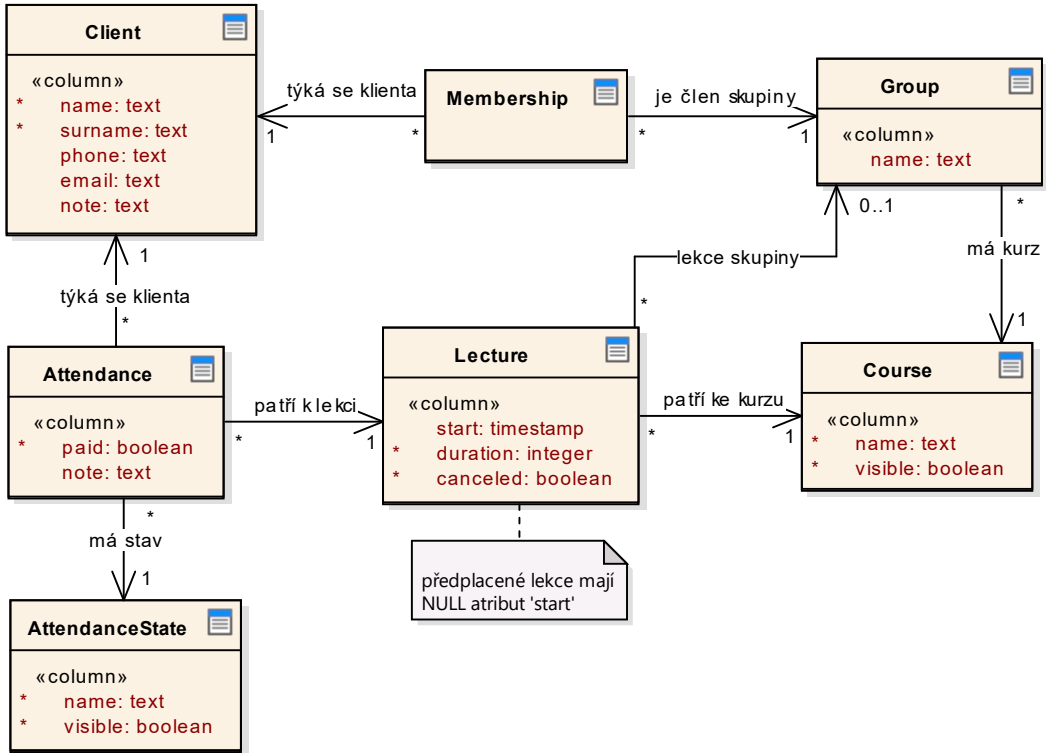 Client
«column»
* name: text
* surname: text
phone: text
email: text
note: text
týká se klienta
1
*
Membership
je člen skupiny
*
1
Group
«column»
name: text
0..1
*
má kurz
1
lekce skupiny
*
1
týká se klienta
*
Attendance
«column»
* paid: boolean
note: text
patří k lekci
*
1
Lecture
«column»
start: timestamp
* duration: integer
* canceled: boolean
patří ke kurzu
*
1
Course
«column»
* name: text
* visible: boolean
předplacené lekce mají
NULL atribut 'start'
*
má stav
1
AttendanceState
«column»
* name: text
* visible: boolean